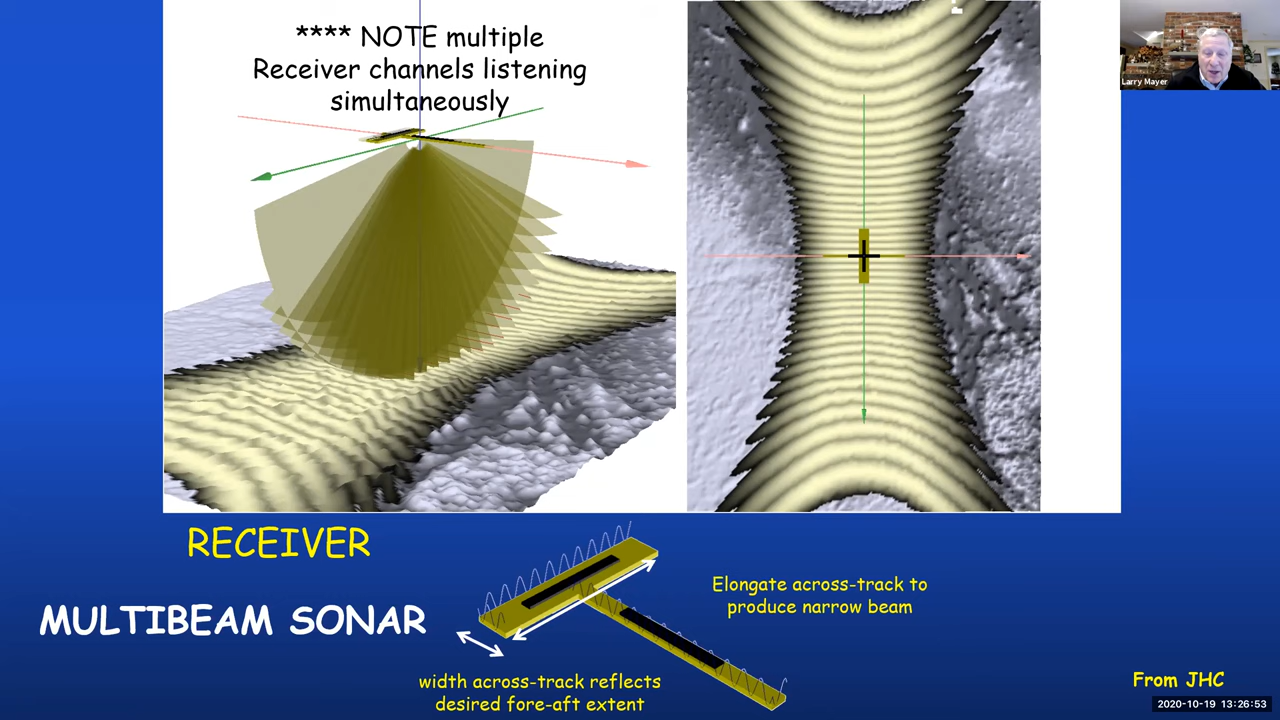 **** NOTE multiple
Receiver channels listening
simultaneously
Larry Mayer
RECEIVER
MULTIBEAM SONAR
Elongate across-track to
produce narrow beam
width across-track reflects
desired fore-aft extent
From JHC
2020-10-19 13:26:53